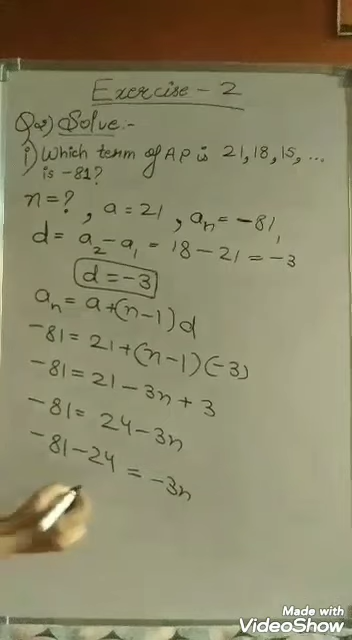 Exercise - 2
Q2) Solve:-
i) Which term of AP is 21, 18, 15, ...
is -81?
n = ? , a = 21 , aₙ = -81,
d = a₂ - a₁ = 18 - 21 = -3
d = -3
aₙ = a + (n-1) d
-81 = 21 + (n-1) (-3)
-81 = 21 - 3n + 3
-81 = 24 - 3n
-81 - 24 = -3n
Made with
VideoShow